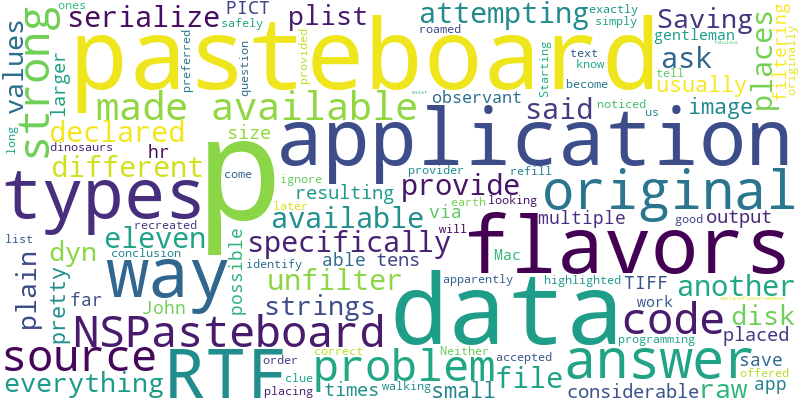 pasteboard
p
application
data
flavors
types
way
original
RTF
answer
problem
NSPasteboard
source
code
strong
made available
said
attempting
serialize
plist
PICT
values
larger
declared
different
hr
dinosaurs
long
size
come
ignore
resulting
available
via
eleven
specifically
provide
observant
usually
ask
Saving
gentleman
places
filtering
originally
image
noticed
us
text
know
tell
become
simply
exactly
safely
preferred
question
provided
Starting
ones
roamed
fabulous
exist
provider
earth
refill
looking
later
will
multiple
good
output
Mac
able
tens
unfilter
possible
strings
dyn
recreated
list
conclusion
plain
pretty
far
John
everything
order
placing
clue
correct
times
walking
Neither
small
accepted
apparently
identify
file
highlighted
TIFF
work
programming
considerable
raw
app
save
offered
placed
disk
another